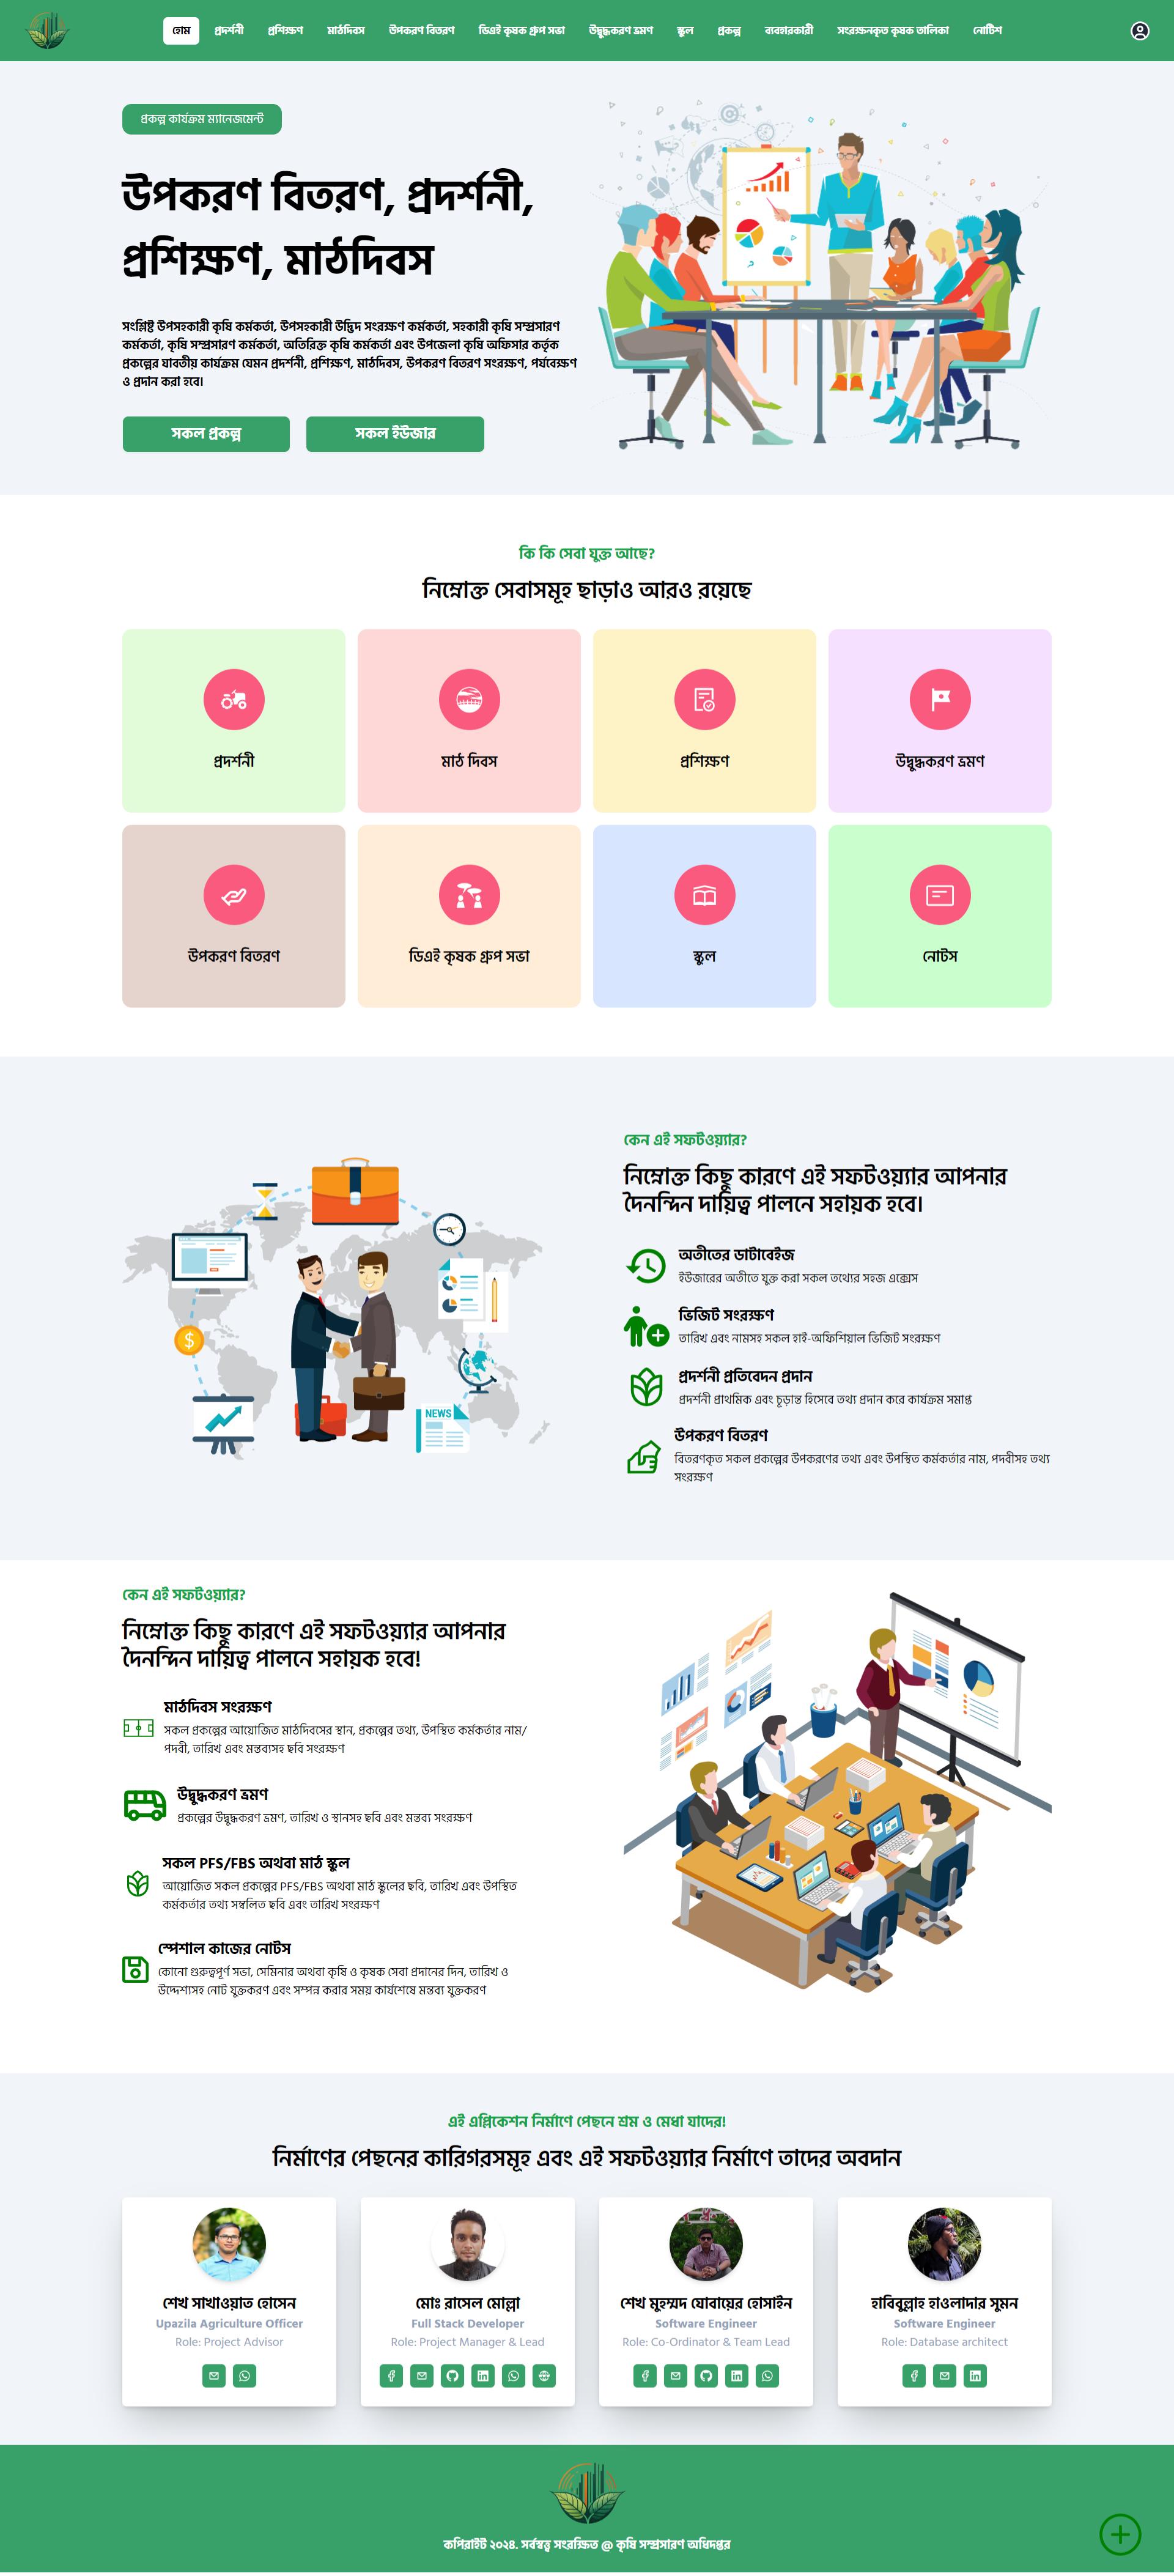 হোম প্রদর্শনী প্রশিক্ষণ মাঠদিবস উপকরণ বিতরণ ডিএই কৃষক গ্রুপ সভা উদ্বুদ্ধকরণ ভ্রমণ স্কুল প্রকল্প ব্যবহারকারী সংরক্ষনকৃত কৃষক তালিকা নোটিশ
প্রকল্প কার্যক্রম ম্যানেজমেন্ট
উপকরণ বিতরণ, প্রদর্শনী,
প্রশিক্ষণ, মাঠদিবস
সংশ্লিষ্ট উপসহকারী কৃষি কর্মকর্তা, উপসহকারী উদ্ভিদ সংরক্ষণ কর্মকর্তা, সহকারী কৃষি সম্প্রসারণ
কর্মকর্তা, কৃষি সম্প্রসারণ কর্মকর্তা, অতিরিক্ত কৃষি কর্মকর্তা এবং উপজেলা কৃষি অফিসার কর্তৃক
প্রকল্পের যাবতীয় কার্যক্রম যেমন প্রদর্শনী, প্রশিক্ষণ, মাঠদিবস, উপকরণ বিতরণ সংরক্ষণ, পর্যবেক্ষণ
ও প্রদান করা হবে।
সকল প্রকল্প সকল ইউজার
কি কি সেবা যুক্ত আছে?
নিম্নোক্ত সেবাসমূহ ছাড়াও আরও রয়েছে
প্রদর্শনী মাঠ দিবস প্রশিক্ষণ উদ্বুদ্ধকরণ ভ্রমণ
উপকরণ বিতরণ ডিএই কৃষক গ্রুপ সভা স্কুল নোটস
কেন এই সফটওয়্যার?
নিম্নোক্ত কিছু কারণে এই সফটওয়্যার আপনার
দৈনন্দিন দায়িত্ব পালনে সহায়ক হবে।
অতীতের ডাটাবেইজ
ইউজারের অতীতে যুক্ত করা সকল তথ্যের সহজ এক্সেস
ভিজিট সংরক্ষণ
তারিখ এবং নামসহ সকল হাই-অফিশিয়াল ভিজিট সংরক্ষণ
প্রদর্শনী প্রতিবেদন প্রদান
প্রদর্শনী প্রাথমিক এবং চূড়ান্ত হিসেবে তথ্য প্রদান করে কার্যক্রম সমাপ্ত
উপকরণ বিতরণ
বিতরণকৃত সকল প্রকল্পের উপকরণের তথ্য এবং উপস্থিত কর্মকর্তার নাম, পদবীসহ তথ্য
সংরক্ষণ
$
NEWS
কেন এই সফটওয়্যার?
নিম্নোক্ত কিছু কারণে এই সফটওয়্যার আপনার
দৈনন্দিন দায়িত্ব পালনে সহায়ক হবে!
মাঠদিবস সংরক্ষণ
সকল প্রকল্পের আয়োজিত মাঠদিবসের স্থান, প্রকল্পের তথ্য, উপস্থিত কর্মকর্তার নাম/
পদবী, তারিখ এবং মন্তব্যসহ ছবি সংরক্ষণ
উদ্বুদ্ধকরণ ভ্রমণ
প্রকল্পের উদ্বুদ্ধকরণ ভ্রমণ, তারিখ ও স্থানসহ ছবি এবং মন্তব্য সংরক্ষণ
সকল PFS/FBS অথবা মাঠ স্কুল
আয়োজিত সকল প্রকল্পের PFS/FBS অথবা মাঠ স্কুলের ছবি, তারিখ এবং উপস্থিত
কর্মকর্তার তথ্য সম্বলিত ছবি এবং তারিখ সংরক্ষণ
স্পেশাল কাজের নোটস
কোনো গুরুত্বপূর্ণ সভা, সেমিনার অথবা কৃষি ও কৃষক সেবা প্রদানের দিন, তারিখ ও
উদ্দেশ্যসহ নোট যুক্তকরণ এবং সম্পন্ন করার সময় কার্যশেষে মন্তব্য যুক্তকরণ
এই এপ্লিকেশন নির্মাণে পেছনে শ্রম ও মেধা যাদের!
নির্মাণের পেছনের কারিগরসমূহ এবং এই সফটওয়্যার নির্মাণে তাদের অবদান
শেখ সাখাওয়াত হোসেন মোঃ রাসেল মোল্লা শেখ মুহম্মদ যোবায়ের হোসাইন হাবিবুল্লাহ হাওলাদার সুমন
Upazila Agriculture Officer Full Stack Developer Software Engineer Software Engineer
Role: Project Advisor Role: Project Manager & Lead Role: Co-Ordinator & Team Lead Role: Database architect
কপিরাইট ২০২৪. সর্বস্বত্ত্ব সংরক্ষিত @ কৃষি সম্প্রসারণ অধিদপ্তর